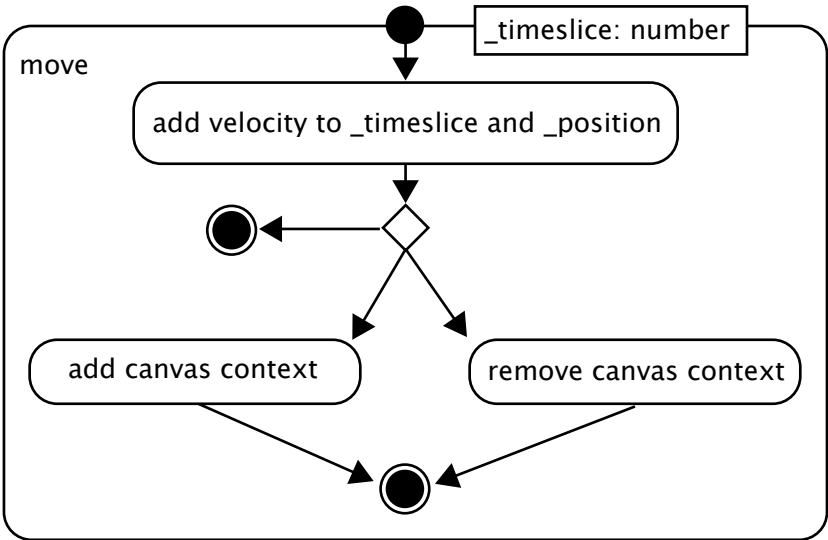 _timeslice: number
move
add velocity to _timeslice and _position
add canvas context
remove canvas context